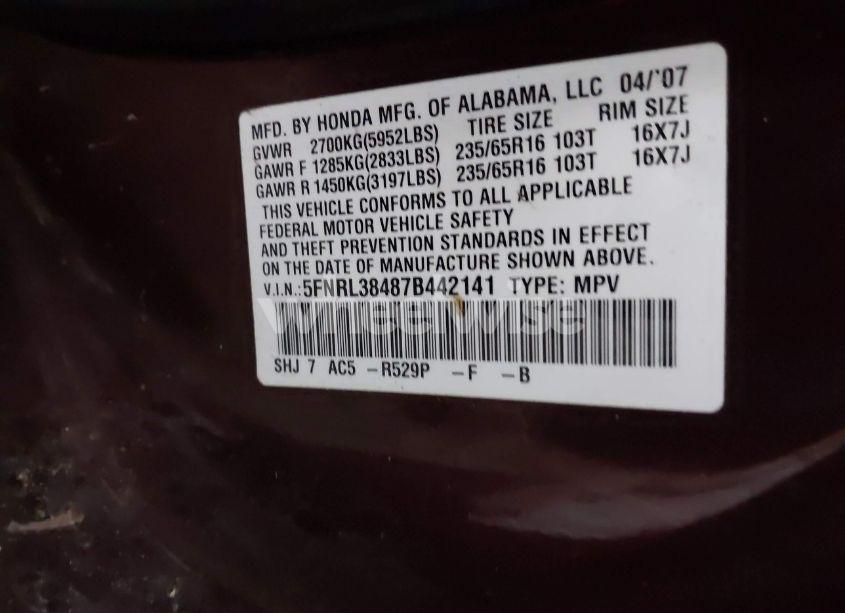 MFD. BY HONDA MFG. OF ALABAMA, LLC 04/'07
GVWR 2700KG(5952LBS) TIRE SIZE RIM SIZE
GAWR F 1285KG(2833LBS) 235/65R16 103T 16X7J
GAWR R 1450KG(3197LBS) 235/65R16 103T 16X7J
THIS VEHICLE CONFORMS TO ALL APPLICABLE
FEDERAL MOTOR VEHICLE SAFETY
AND THEFT PREVENTION STANDARDS IN EFFECT
ON THE DATE OF MANUFACTURE SHOWN ABOVE.
V.I.N.:5FNRL38487B442141 TYPE: MPV
wheelwise
SHJ 7 AC5 -R529P -F -B